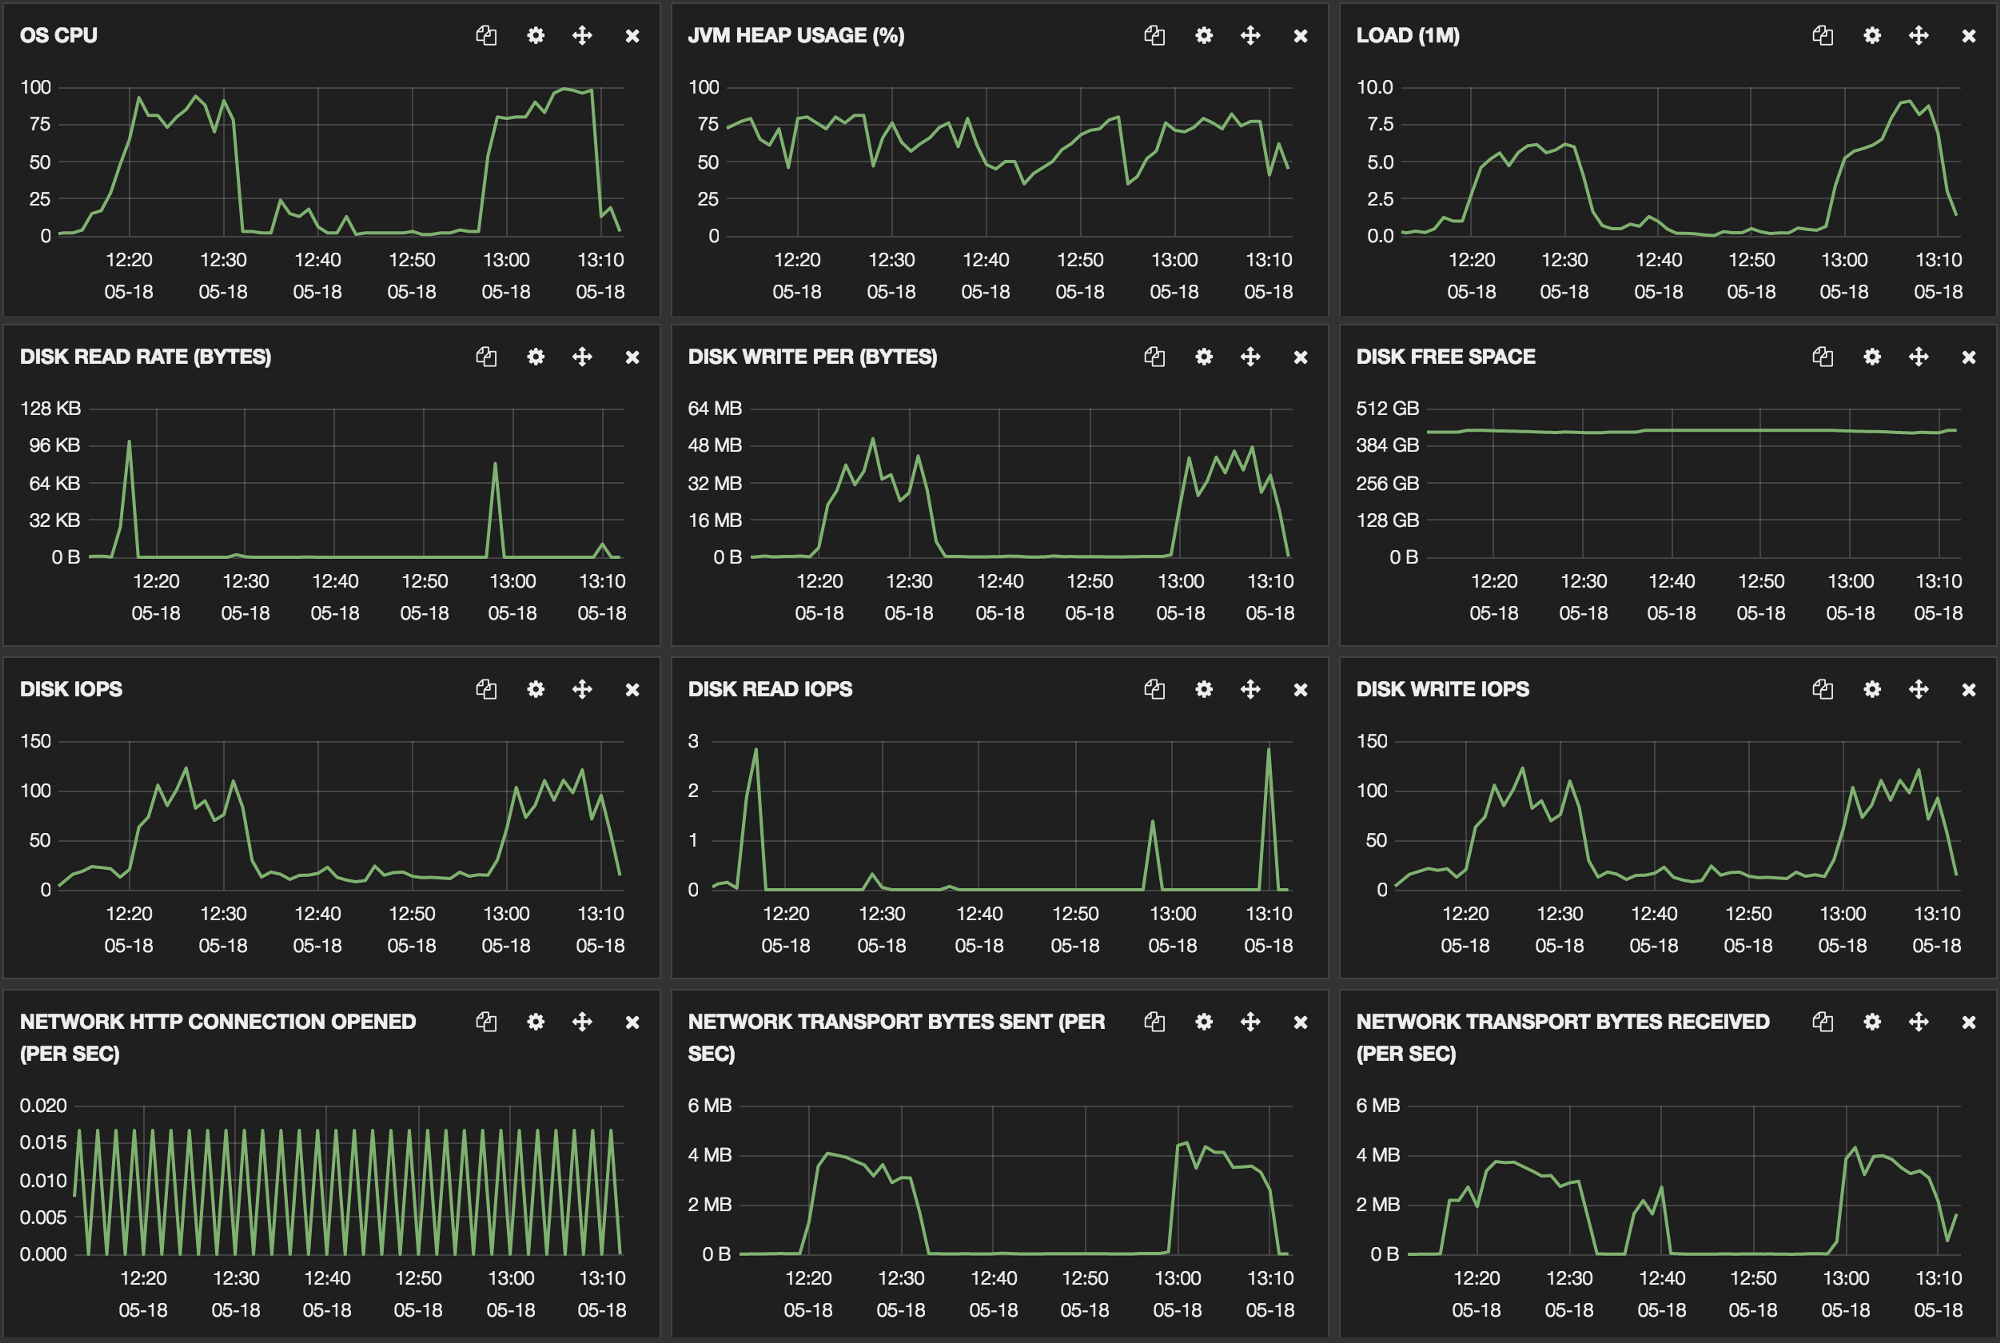 OS CPU
100
75
50
25
0
12:20 12:30 12:40 12:50 13:00 13:10
05-18 05-18 05-18 05-18 05-18 05-18
JVM HEAP USAGE (%)
100
75
50
25
0
12:20 12:30 12:40 12:50 13:00 13:10
05-18 05-18 05-18 05-18 05-18 05-18
LOAD (1M)
10.0
7.5
5.0
2.5
0.0
12:20 12:30 12:40 12:50 13:00 13:10
05-18 05-18 05-18 05-18 05-18 05-18
DISK READ RATE (BYTES)
128 KB
96 KB
64 KB
32 KB
0 B
12:20 12:30 12:40 12:50 13:00 13:10
05-18 05-18 05-18 05-18 05-18 05-18
DISK WRITE PER (BYTES)
64 MB
48 MB
32 MB
16 MB
0 B
12:20 12:30 12:40 12:50 13:00 13:10
05-18 05-18 05-18 05-18 05-18 05-18
DISK FREE SPACE
512 GB
384 GB
256 GB
128 GB
0 B
12:20 12:30 12:40 12:50 13:00 13:10
05-18 05-18 05-18 05-18 05-18 05-18
DISK IOPS
150
100
50
0
12:20 12:30 12:40 12:50 13:00 13:10
05-18 05-18 05-18 05-18 05-18 05-18
DISK READ IOPS
3
2
1
0
12:20 12:30 12:40 12:50 13:00 13:10
05-18 05-18 05-18 05-18 05-18 05-18
DISK WRITE IOPS
150
100
50
0
12:20 12:30 12:40 12:50 13:00 13:10
05-18 05-18 05-18 05-18 05-18 05-18
NETWORK HTTP CONNECTION OPENED
(PER SEC)
0.020
0.015
0.010
0.005
0.000
12:20 12:30 12:40 12:50 13:00 13:10
05-18 05-18 05-18 05-18 05-18 05-18
NETWORK TRANSPORT BYTES SENT (PER
SEC)
6 MB
4 MB
2 MB
0 B
12:20 12:30 12:40 12:50 13:00 13:10
05-18 05-18 05-18 05-18 05-18 05-18
NETWORK TRANSPORT BYTES RECEIVED
(PER SEC)
6 MB
4 MB
2 MB
0 B
12:20 12:30 12:40 12:50 13:00 13:10
05-18 05-18 05-18 05-18 05-18 05-18